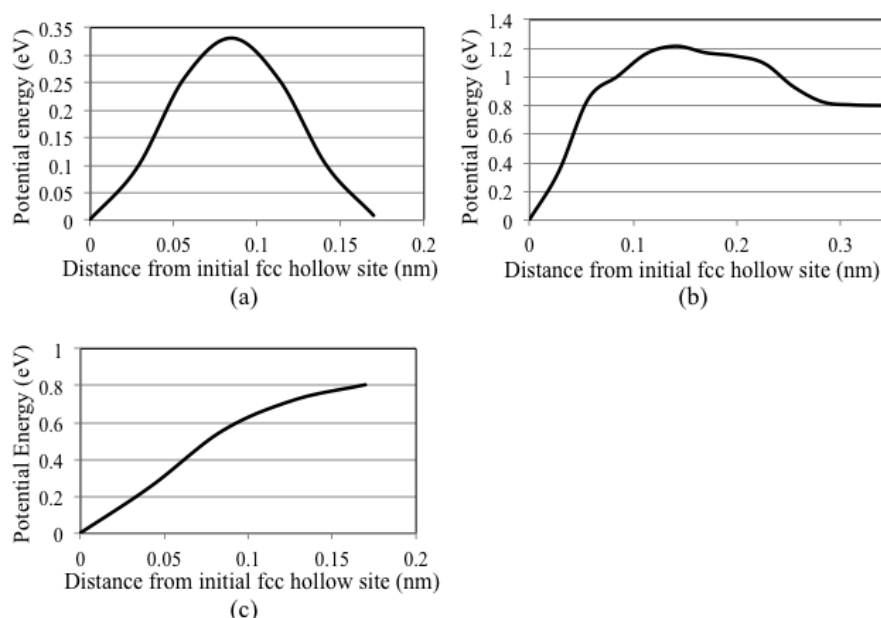 0.35
0.3
0.25
0.2
0.15
0.1
0.05
0
Potential energy (eV)
0 0.05 0.1 0.15 0.2
Distance from initial fcc hollow site (nm)
(a)
1.4
1.2
1
0.8
0.6
0.4
0.2
0
Potential energy (eV)
0 0.1 0.2 0.3
Distance from initial fcc hollow site (nm)
(b)
1
0.8
0.6
0.4
0.2
0
Potential Energy (eV)
0 0.05 0.1 0.15 0.2
Distance from initial fcc hollow site (nm)
(c)